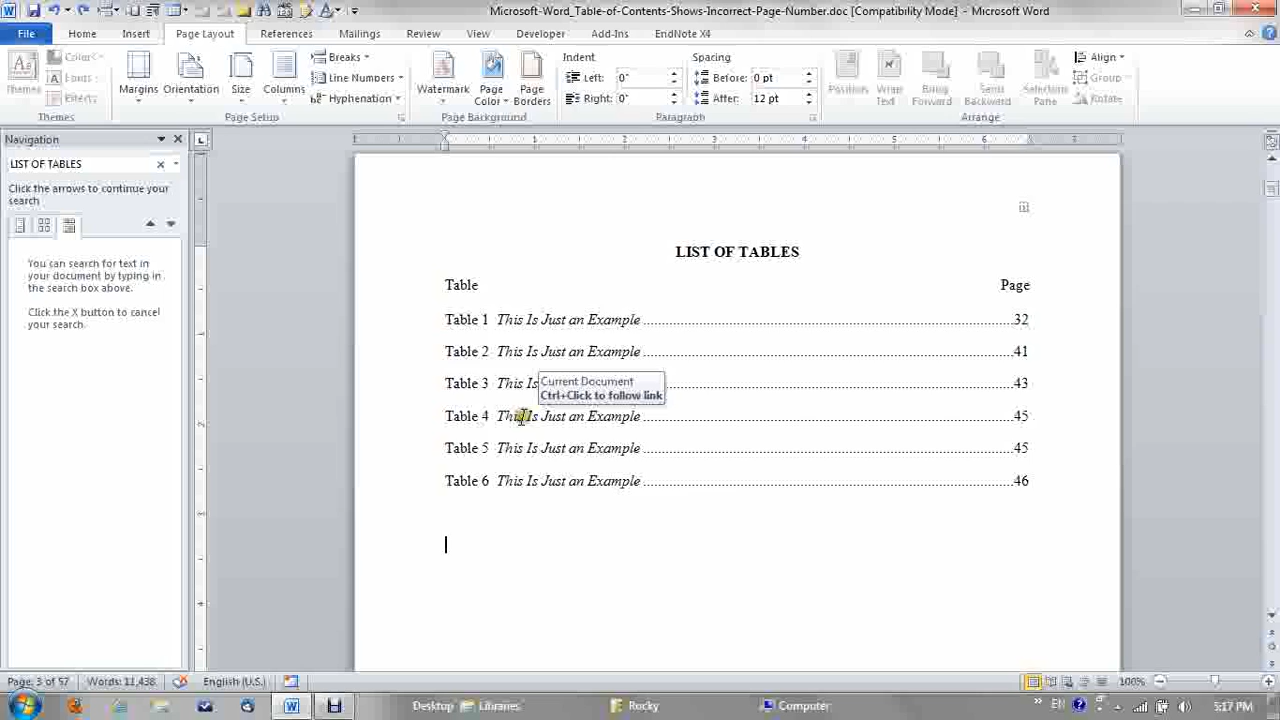 Microsoft-Word_Table-of-Contents-Shows-Incorrect-Page-Number.doc [Compatibility Mode] - Microsoft Word
File Home Insert Page Layout References Mailings Review View Developer Add-Ins EndNote X4
Themes
Colors
Fonts
Effects
Themes
Margins
Orientation
Size
Columns
Breaks
Line Numbers
Hyphenation
Page Setup
Watermark
Page Color
Page Borders
Page Background
Indent
Left: 0"
Right: 0"
Spacing
Before: 0 pt
After: 12 pt
Paragraph
Position
Wrap Text
Bring Forward
Send Backward
Selection Pane
Align
Group
Rotate
Arrange
Navigation
LIST OF TABLES
Click the arrows to continue your
search
You can search for text in
your document by typing in
the search box above.
Click the X button to cancel
your search.
LIST OF TABLES
Table Page
Table 1 This Is Just an Example 32
Table 2 This Is Just an Example 41
Table 3 This Is 43
Current Document
Ctrl+Click to follow link
Table 4 This Is Just an Example 45
Table 5 This Is Just an Example 45
Table 6 This Is Just an Example 46
Page: 3 of 57 Words: 11,438 English (U.S.) 100%
Desktop Libraries Rocky Computer EN 5:17 PM